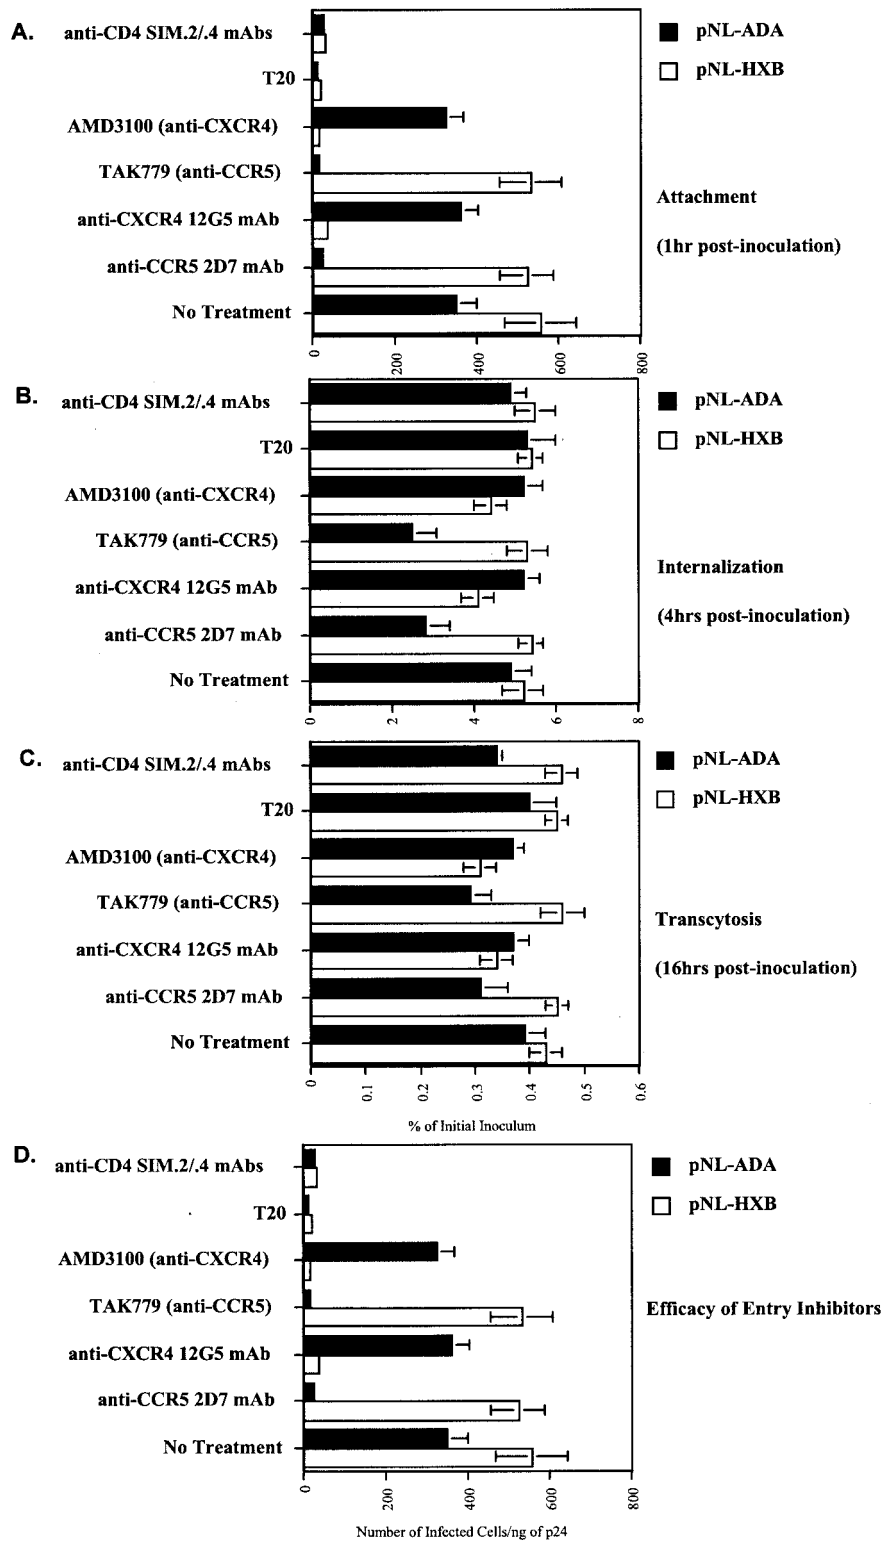 A.
anti-CD4 SIM.2/.4 mAbs
T20
AMD3100 (anti-CXCR4)
TAK779 (anti-CCR5)
anti-CXCR4 12G5 mAb
anti-CCR5 2D7 mAb
No Treatment
0 200 400 600 800
pNL-ADA
pNL-HXB
Attachment
(1hr post-inoculation)
B.
anti-CD4 SIM.2/.4 mAbs
T20
AMD3100 (anti-CXCR4)
TAK779 (anti-CCR5)
anti-CXCR4 12G5 mAb
anti-CCR5 2D7 mAb
No Treatment
0 2 4 6 8
pNL-ADA
pNL-HXB
Internalization
(4hrs post-inoculation)
C.
anti-CD4 SIM.2/.4 mAbs
T20
AMD3100 (anti-CXCR4)
TAK779 (anti-CCR5)
anti-CXCR4 12G5 mAb
anti-CCR5 2D7 mAb
No Treatment
0 0.1 0.2 0.3 0.4 0.5 0.6
% of Initial Inoculum
pNL-ADA
pNL-HXB
Transcytosis
(16hrs post-inoculation)
D.
anti-CD4 SIM.2/.4 mAbs
T20
AMD3100 (anti-CXCR4)
TAK779 (anti-CCR5)
anti-CXCR4 12G5 mAb
anti-CCR5 2D7 mAb
No Treatment
0 200 400 600 800
Number of Infected Cells/ng of p24
pNL-ADA
pNL-HXB
Efficacy of Entry Inhibitors